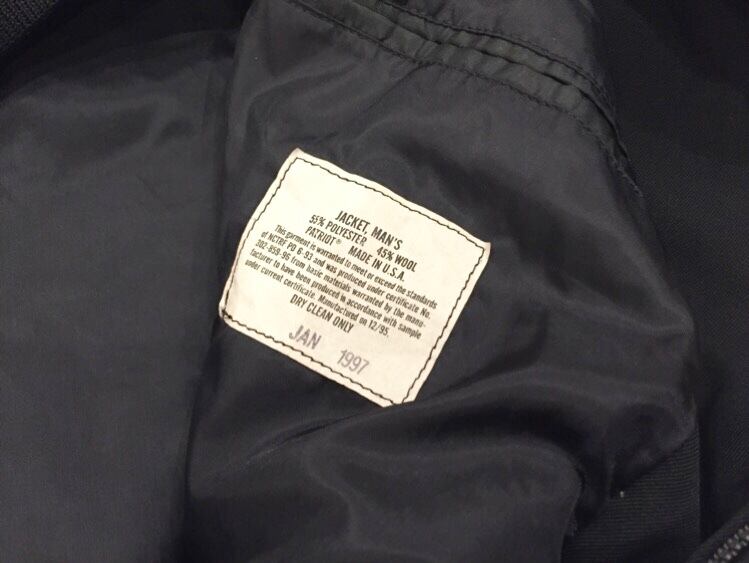 JACKET, MAN'S
55% POLYESTER 45% WOOL
PATRIOT® MADE IN U.S.A.
This garment is warranted to meet or exceed the standards
of NCTRF PD 6-93 and was produced under certificate No.
302-859-96 from basic materials warranted by the manu-
facturer to have been produced in accordance with sample
under current certificate. Manufactured on 12/95.
DRY CLEAN ONLY
JAN 1997